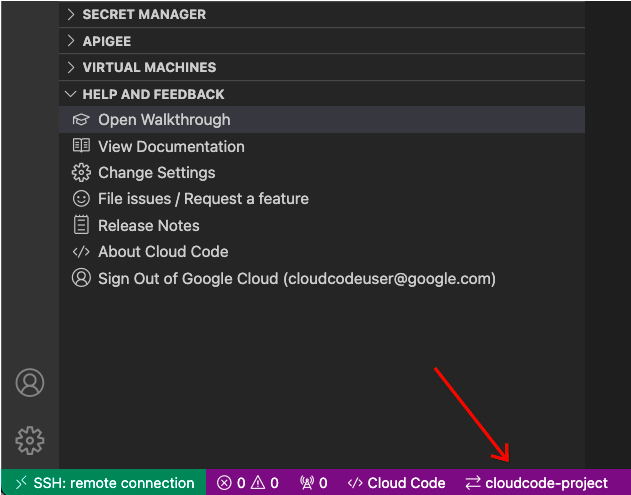 SECRET MANAGER
APIGEE
VIRTUAL MACHINES
HELP AND FEEDBACK
Open Walkthrough
View Documentation
Change Settings
File issues / Request a feature
Release Notes
About Cloud Code
Sign Out of Google Cloud (cloudcodeuser@google.com)
SSH: remote connection 0 0 0 Cloud Code cloudcode-project